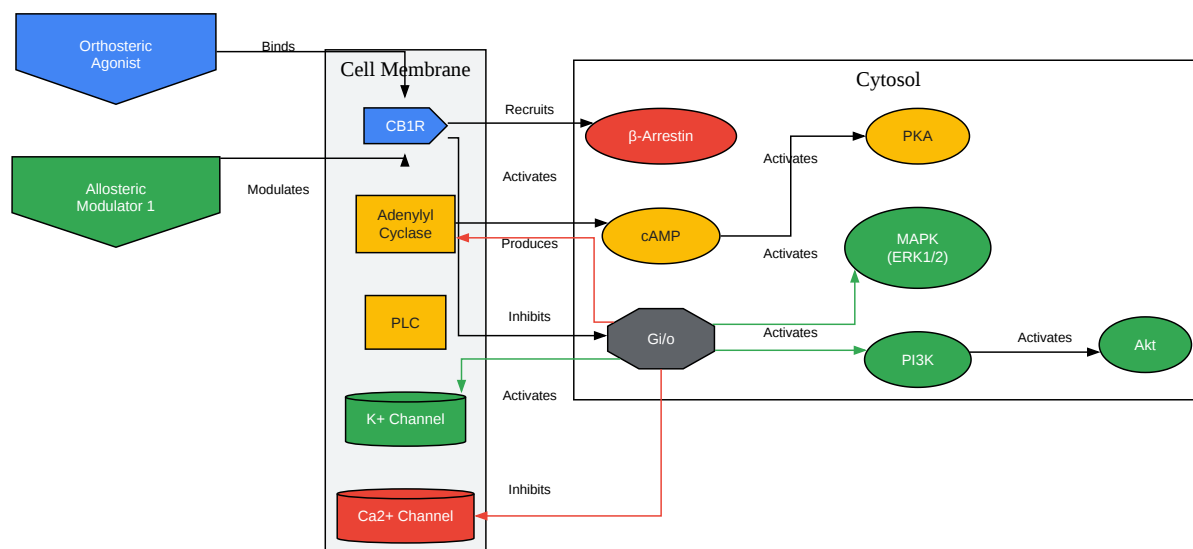 Orthosteric
Agonist
Binds
Cell Membrane
Cytosol
CB1R
Recruits
β-Arrestin
PKA
Activates
Allosteric
Modulator 1
Modulates
Activates
Adenylyl
Cyclase
cAMP
Produces
MAPK
(ERK1/2)
Activates
PLC
Inhibits
Gi/o
Activates
PI3K
Activates
Akt
K+ Channel
Activates
Ca2+ Channel
Inhibits